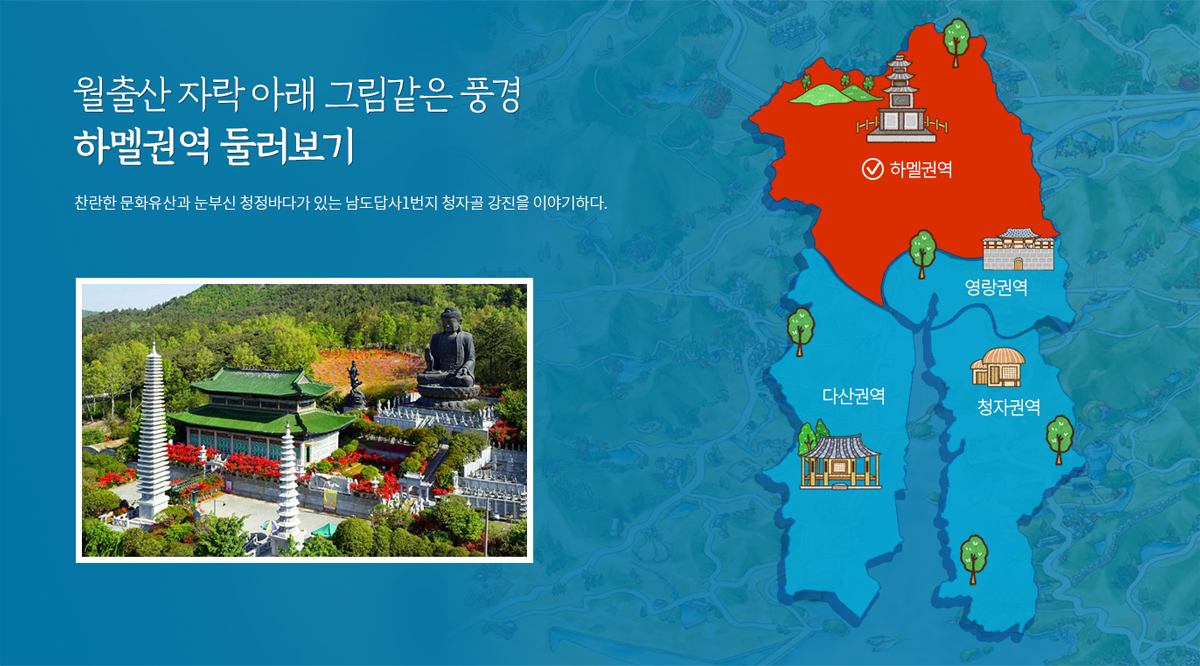 월출산 자락 아래 그림같은 풍경
하멜권역 둘러보기
찬란한 문화유산과 눈부신 청정바다가 있는 남도답사1번지 청자골 강진을 이야기하다.
하멜권역
영랑권역
다산권역
청자권역